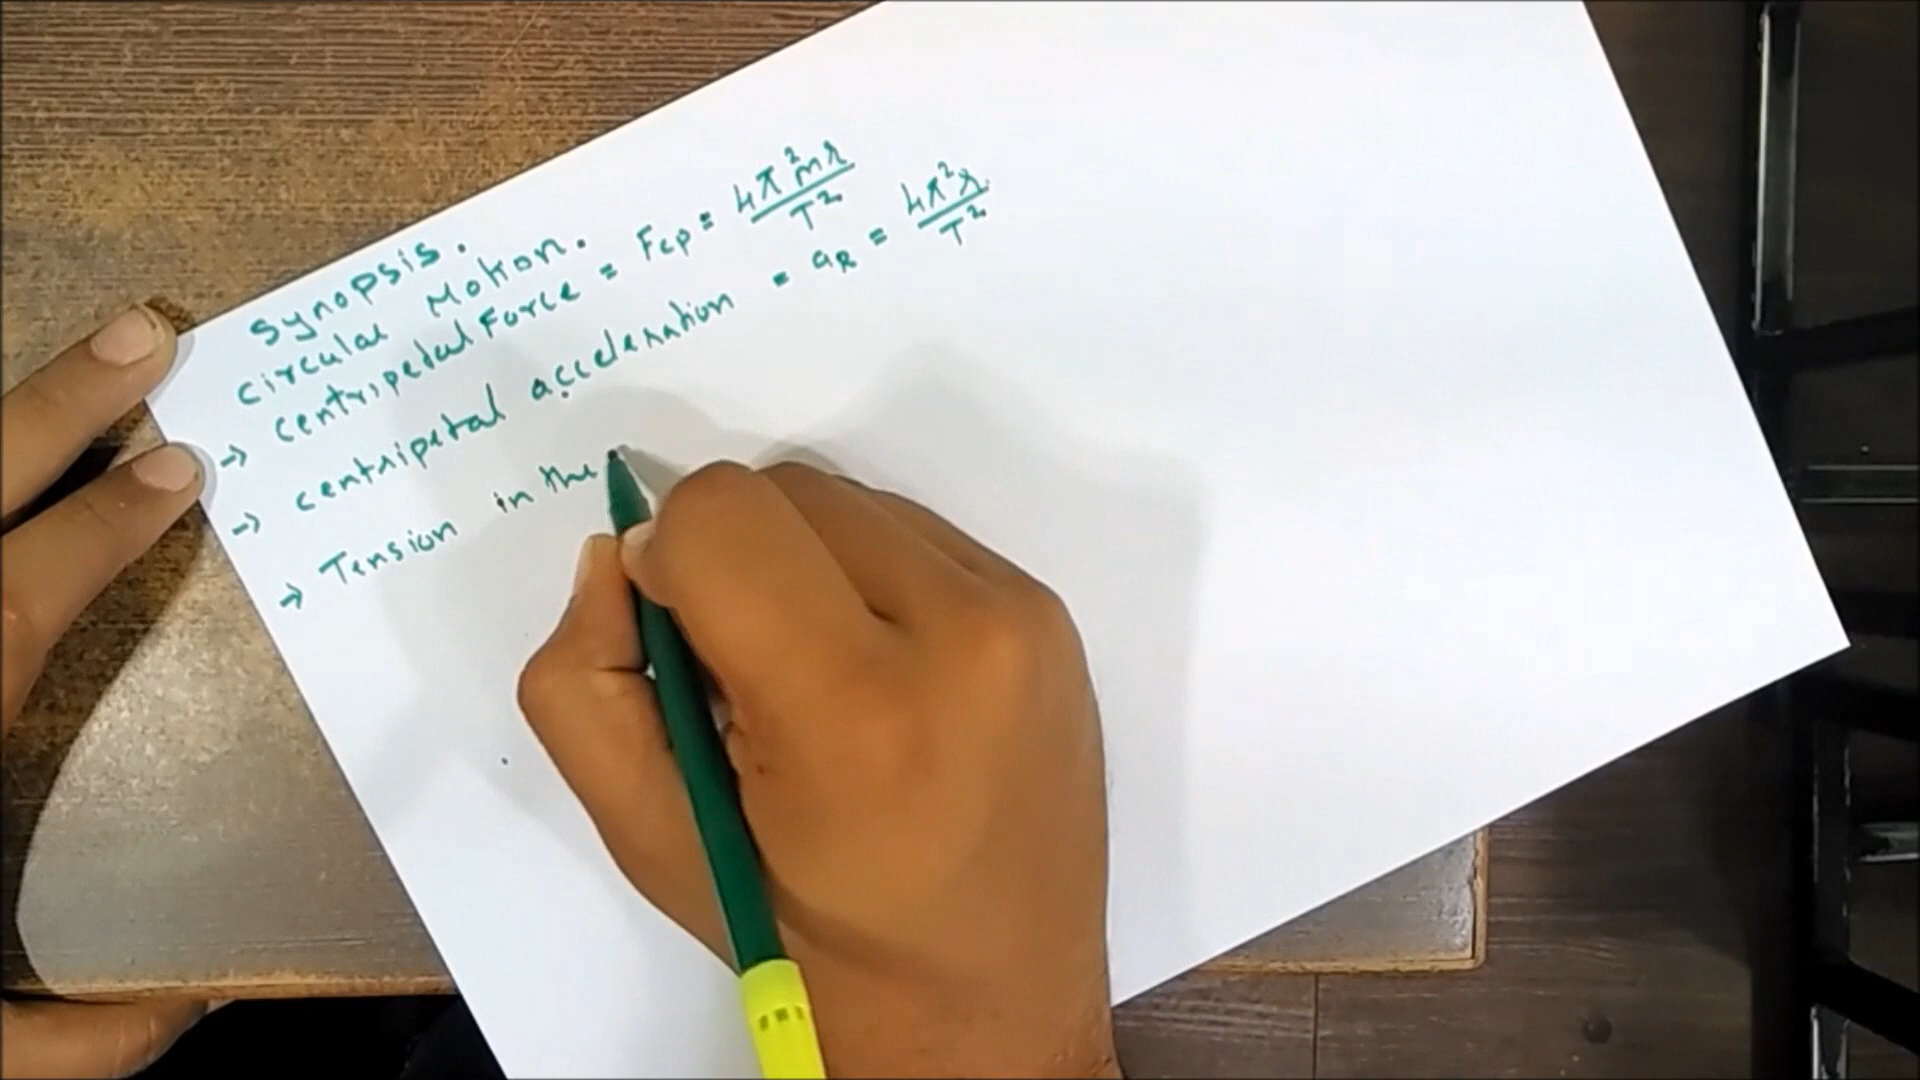 Synopsis.
Circular Motion.
→ Centripetal Force = Fcp = 4π²mr/T²
→ centripetal acceleration = aR = 4π²r/T²
→ Tension in the